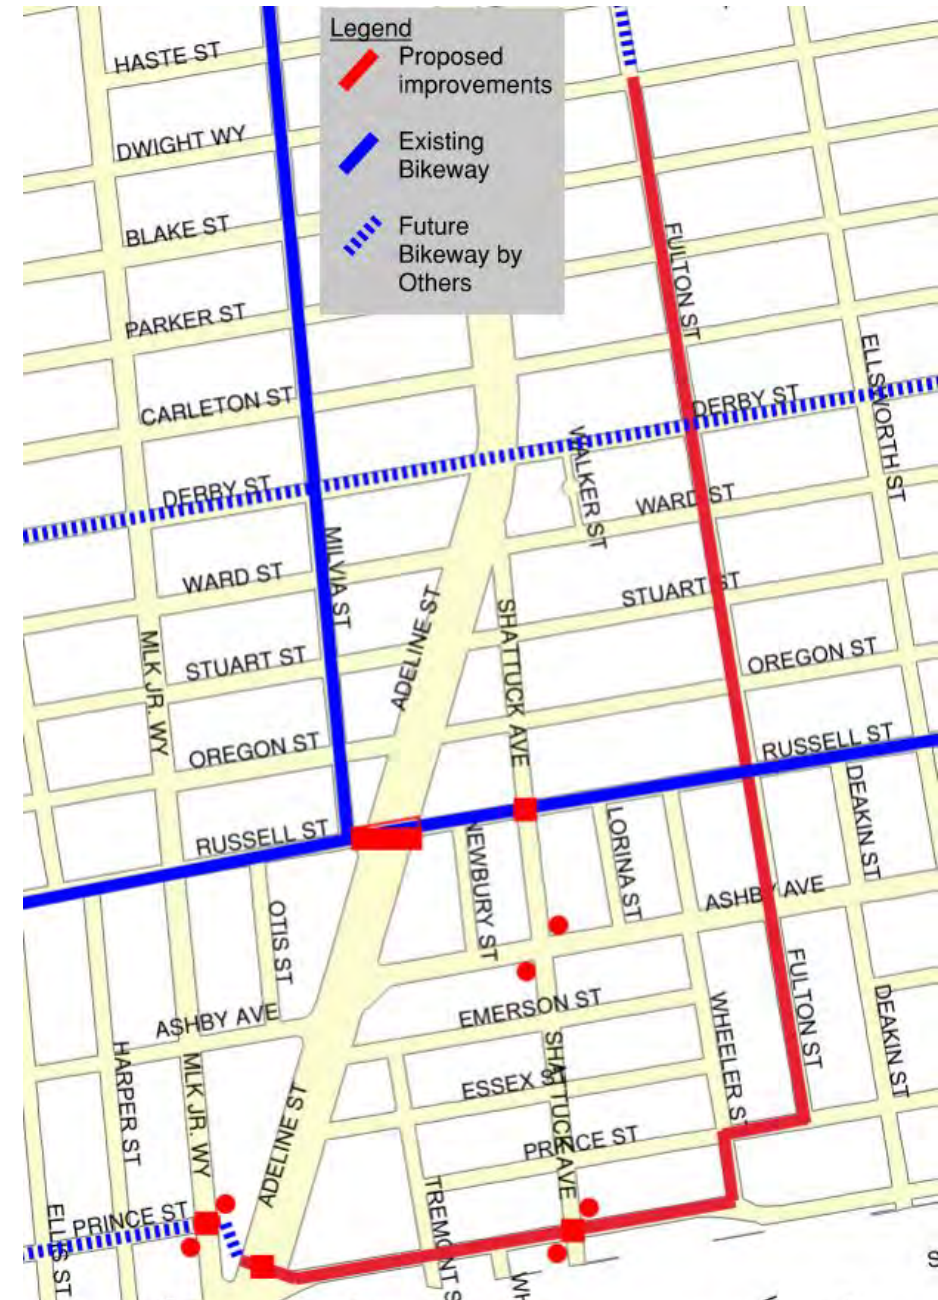 Legend
Proposed
improvements
Existing
Bikeway
Future
Bikeway by
Others
HASTE ST
DWIGHT WY
BLAKE ST
PARKER ST
CARLETON ST
DERBY ST
WARD ST
STUART ST
OREGON ST
RUSSELL ST
MILVIA ST
MLK JR. WY
ADELINE ST
SHATTUCK AVE
WALKER ST
FULTON ST
DERBY ST
ELLSWORTH ST
WARD ST
STUART ST
OREGON ST
RUSSELL ST
NEWBURY ST
LORINA ST
DEAKIN ST
ASHBY AVE
OTIS ST
ASHBY AVE
EMERSON ST
ESSEX ST
PRINCE ST
WHEELER ST
FULTON ST
DEAKIN ST
HARPER ST
MLK JR. WY
ADELINE ST
SHATTUCK AVE
PRINCE ST
ELLIS ST.
TREMONT S
WH
S